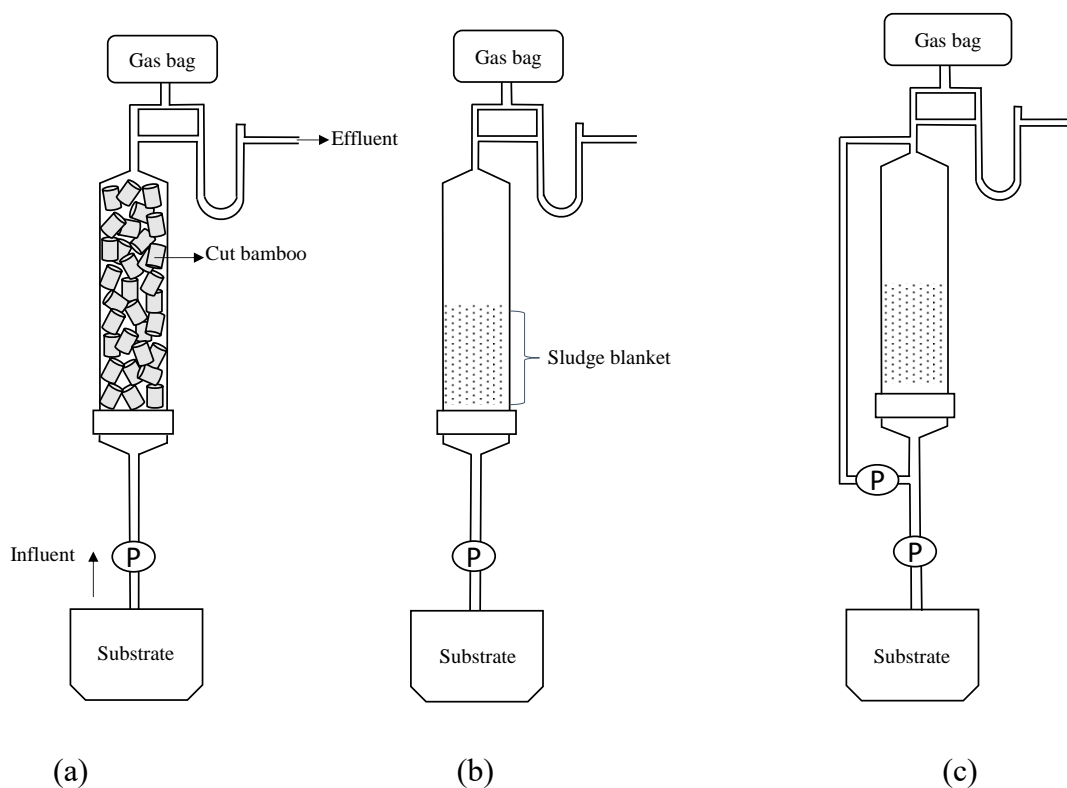 Gas bag
Gas bag
Gas bag
Effluent
Cut bamboo
Sludge blanket
P
Influent
P
P
P
Substrate
Substrate
Substrate
(a)
(b)
(c)